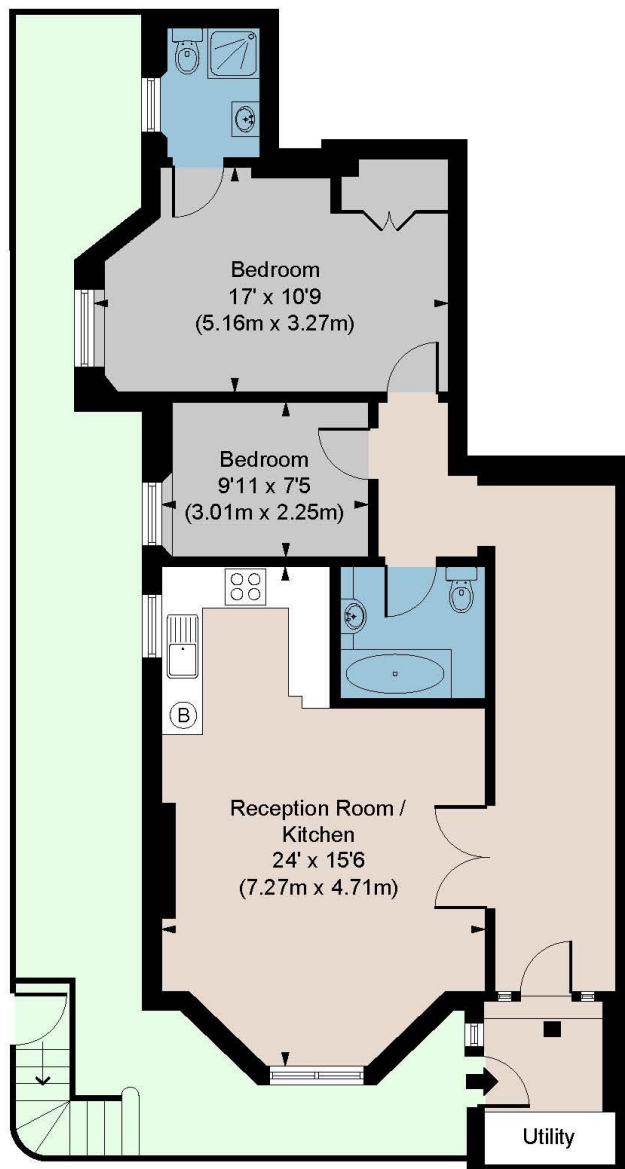 Bedroom
17' x 10'9
(5.16m x 3.27m)
Bedroom
9'11 x 7'5
(3.01m x 2.25m)
B
Reception Room /
Kitchen
24' x 15'6
(7.27m x 4.71m)
Utility